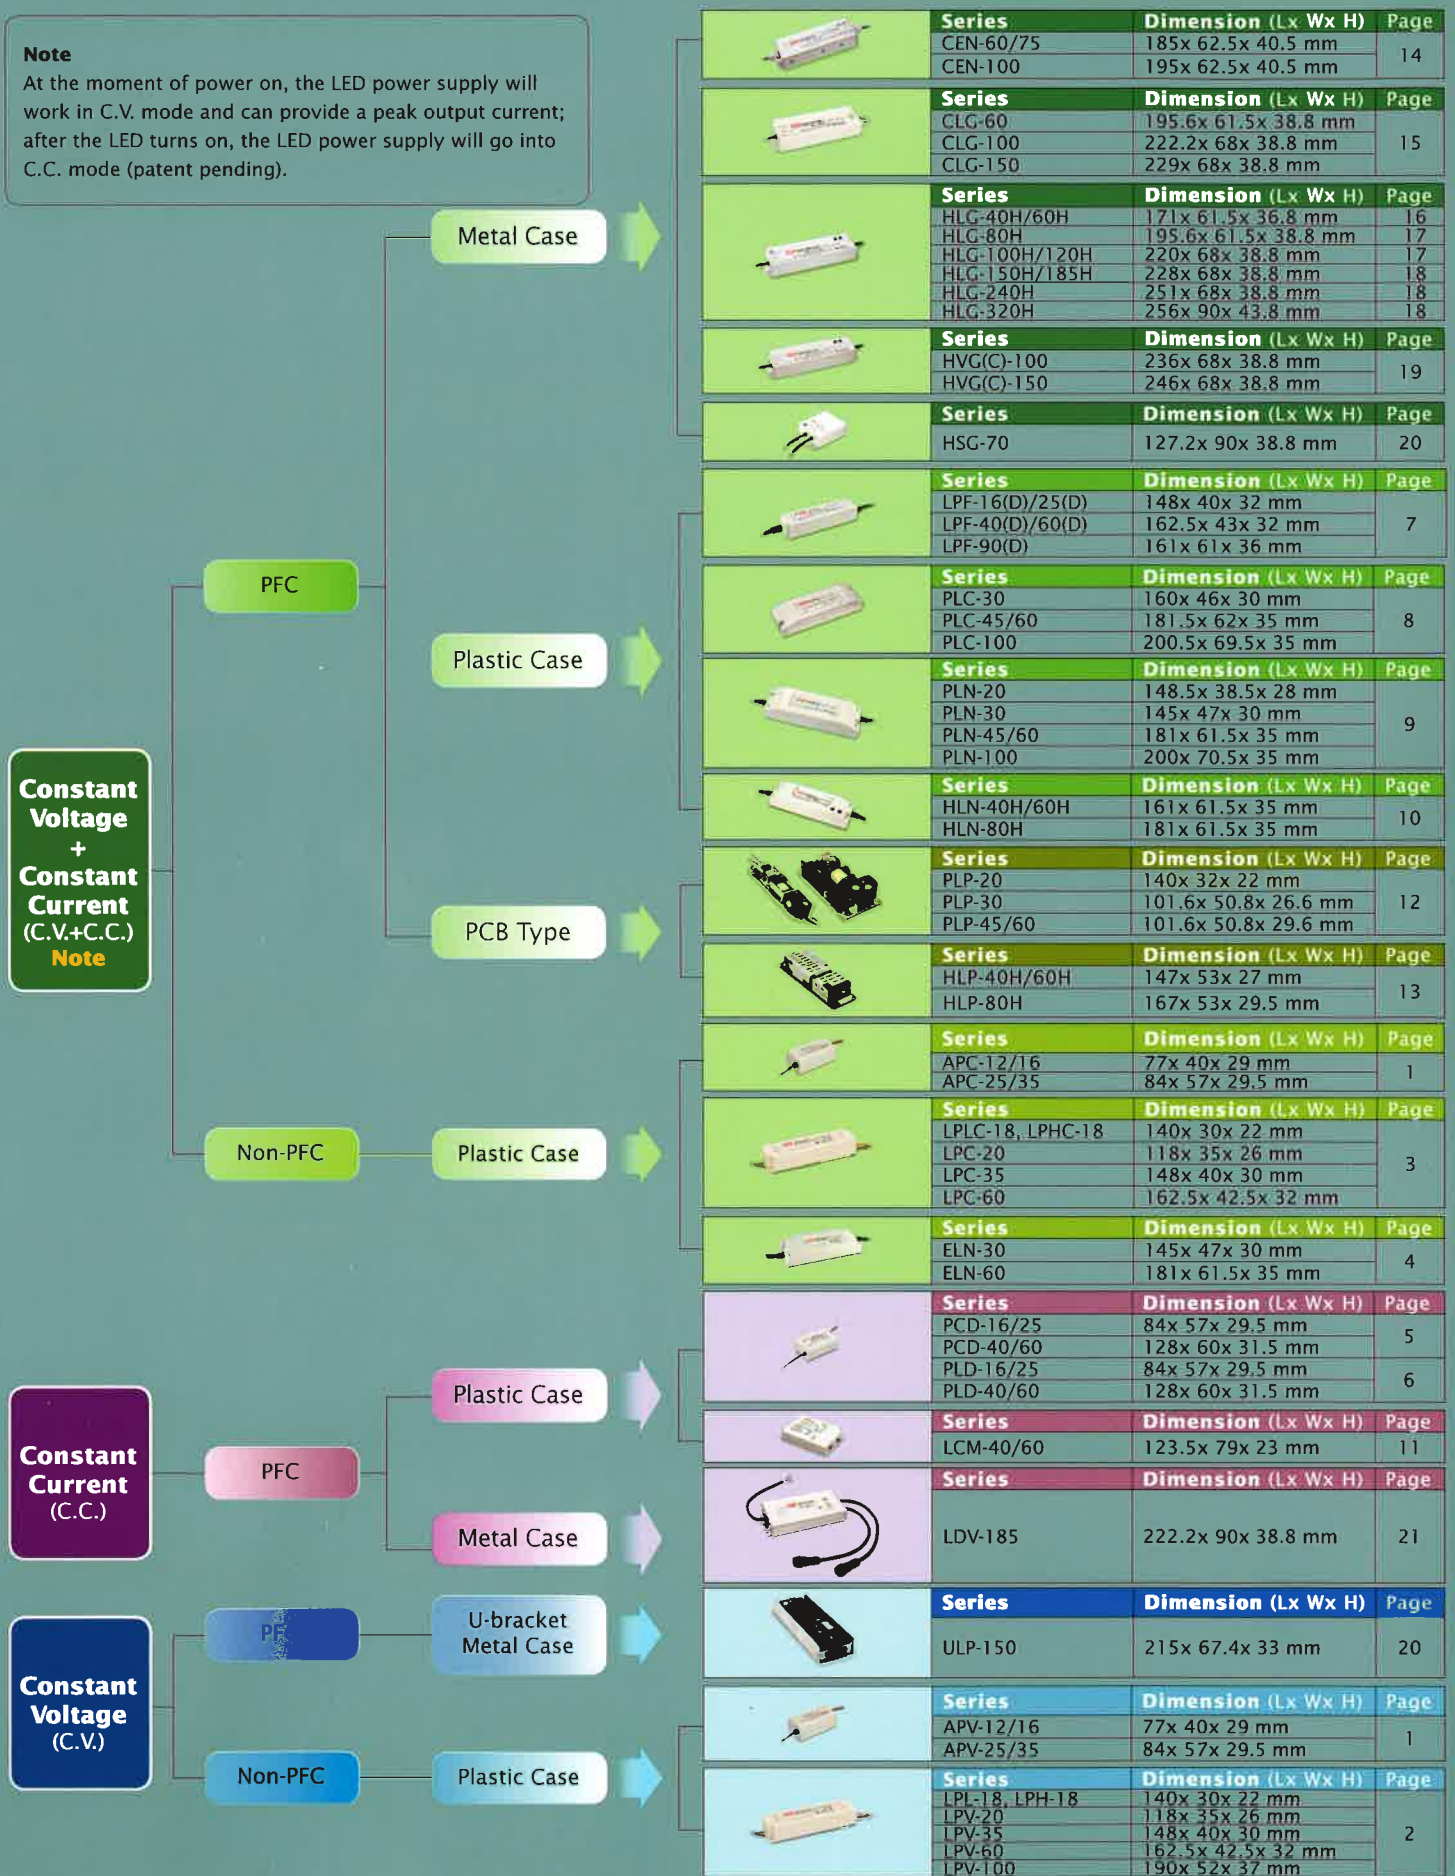 Note
At the moment of power on, the LED power supply will
work in C.V. mode and can provide a peak output current;
after the LED turns on, the LED power supply will go into
C.C. mode (patent pending).
Constant
Voltage
+
Constant
Current
(C.V.+C.C.)
Note
PFC
Metal Case
Series Dimension (Lx Wx H) Page
CEN-60/75 185x 62.5x 40.5 mm 14
CEN-100 195x 62.5x 40.5 mm
Series Dimension (Lx Wx H) Page
CLG-60 195.6x 61.5x 38.8 mm
CLG-100 222.2x 68x 38.8 mm 15
CLG-150 229x 68x 38.8 mm
Series Dimension (Lx Wx H) Page
HLG-40H/60H 171x 61.5x 36.8 mm 16
HLG-80H 195.6x 61.5x 38.8 mm 17
HLG-100H/120H 220x 68x 38.8 mm 17
HLG-150H/185H 228x 68x 38.8 mm 18
HLG-240H 251x 68x 38.8 mm 18
HLG-320H 256x 90x 43.8 mm 18
Series Dimension (Lx Wx H) Page
HVG(C)-100 236x 68x 38.8 mm 19
HVG(C)-150 246x 68x 38.8 mm
Series Dimension (Lx Wx H) Page
HSG-70 127.2x 90x 38.8 mm 20
Plastic Case
Series Dimension (Lx Wx H) Page
LPF-16(D)/25(D) 148x 40x 32 mm
LPF-40(D)/60(D) 162.5x 43x 32 mm 7
LPF-90(D) 161x 61x 36 mm
Series Dimension (Lx Wx H) Page
PLC-30 160x 46x 30 mm
PLC-45/60 181.5x 62x 35 mm 8
PLC-100 200.5x 69.5x 35 mm
Series Dimension (Lx Wx H) Page
PLN-20 148.5x 38.5x 28 mm
PLN-30 145x 47x 30 mm 9
PLN-45/60 181x 61.5x 35 mm
PLN-100 200x 70.5x 35 mm
Series Dimension (Lx Wx H) Page
HLN-40H/60H 161x 61.5x 35 mm 10
HLN-80H 181x 61.5x 35 mm
PCB Type
Series Dimension (Lx Wx H) Page
PLP-20 140x 32x 22 mm
PLP-30 101.6x 50.8x 26.6 mm 12
PLP-45/60 101.6x 50.8x 29.6 mm
Series Dimension (Lx Wx H) Page
HLP-40H/60H 147x 53x 27 mm 13
HLP-80H 167x 53x 29.5 mm
Non-PFC
Plastic Case
Series Dimension (Lx Wx H) Page
APC-12/16 77x 40x 29 mm 1
APC-25/35 84x 57x 29.5 mm
Series Dimension (Lx Wx H) Page
LPLC-18, LPHC-18 140x 30x 22 mm
LPC-20 118x 35x 26 mm 3
LPC-35 148x 40x 30 mm
LPC-60 162.5x 42.5x 32 mm
Series Dimension (Lx Wx H) Page
ELN-30 145x 47x 30 mm 4
ELN-60 181x 61.5x 35 mm
Constant
Current
(C.C.)
PFC
Plastic Case
Series Dimension (Lx Wx H) Page
PCD-16/25 84x 57x 29.5 mm 5
PCD-40/60 128x 60x 31.5 mm
PLD-16/25 84x 57x 29.5 mm 6
PLD-40/60 128x 60x 31.5 mm
Series Dimension (Lx Wx H) Page
LCM-40/60 123.5x 79x 23 mm 11
Metal Case
Series Dimension (Lx Wx H) Page
LDV-185 222.2x 90x 38.8 mm 21
Constant
Voltage
(C.V.)
U-bracket
Metal Case
Series Dimension (Lx Wx H) Page
ULP-150 215x 67.4x 33 mm 20
Non-PFC
Plastic Case
Series Dimension (Lx Wx H) Page
APV-12/16 77x 40x 29 mm 1
APV-25/35 84x 57x 29.5 mm
Series Dimension (Lx Wx H) Page
LPL-18, LPH-18 140x 30x 22 mm
LPV-20 118x 35x 26 mm
LPV-35 148x 40x 30 mm 2
LPV-60 162.5x 42.5x 32 mm
LPV-100 190x 52x 37 mm